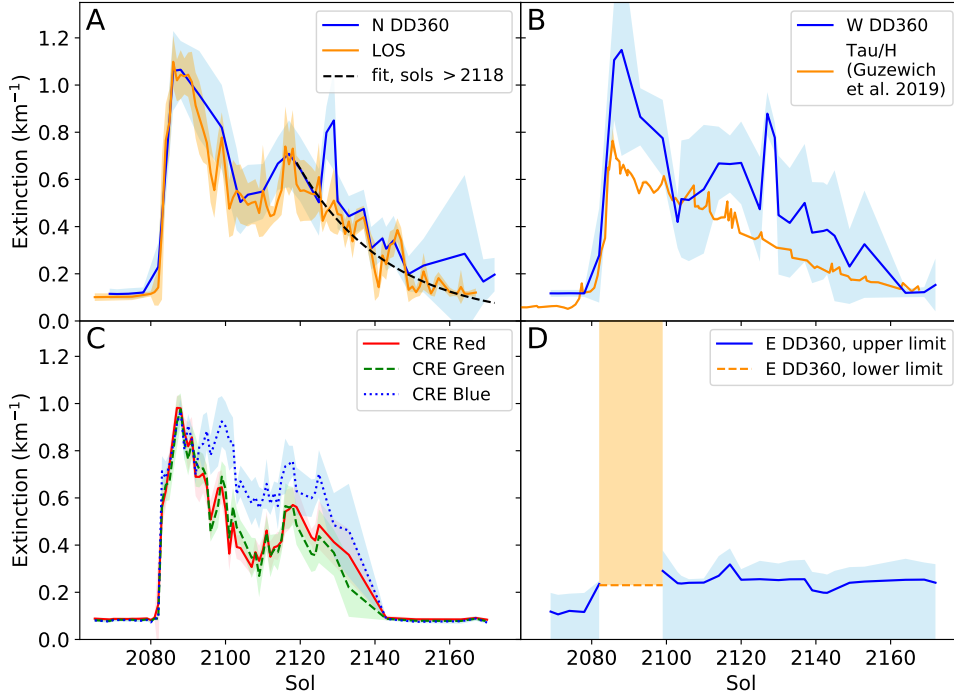 A
N DD360
LOS
fit, sols >2118
Extinction (km⁻¹)
1.2
1.0
0.8
0.6
0.4
0.2
0.0
B
W DD360
Tau/H
(Guzewich
et al. 2019)
C
CRE Red
CRE Green
CRE Blue
Extinction (km⁻¹)
1.2
1.0
0.8
0.6
0.4
0.2
0.0
2080 2100 2120 2140 2160
Sol
D
E DD360, upper limit
E DD360, lower limit
2080 2100 2120 2140 2160
Sol